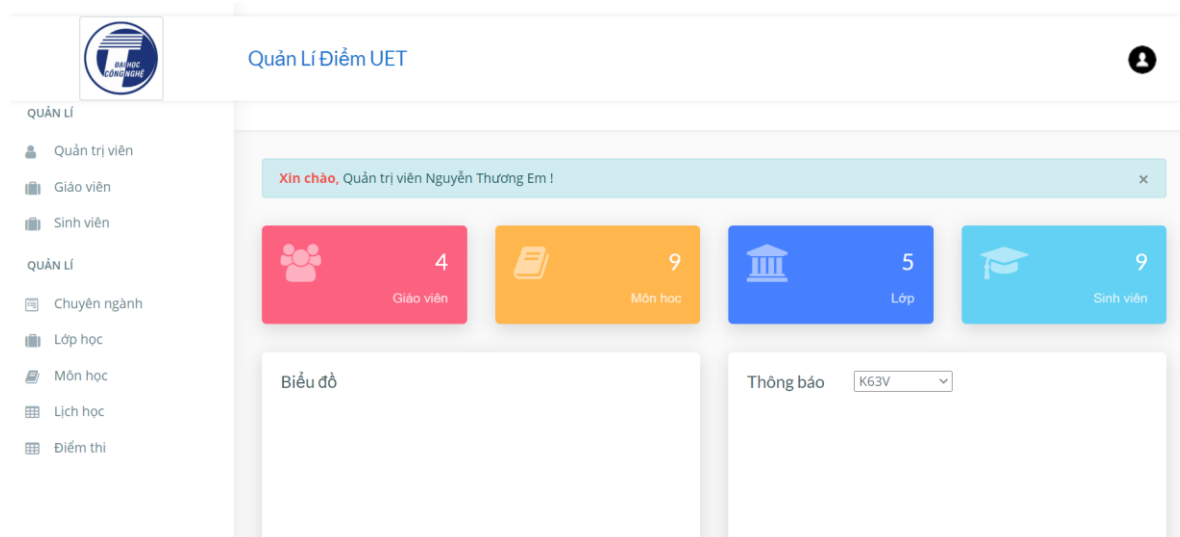 ĐẠI HỌC
CÔNG NGHỆ
Quản Lí Điểm UET
QUẢN LÍ
Quản trị viên
Giáo viên
Sinh viên
QUẢN LÍ
Chuyên ngành
Lớp học
Môn học
Lịch học
Điểm thi
Xin chào, Quản trị viên Nguyễn Thương Em !
×
4
Giáo viên
9
Môn học
5
Lớp
9
Sinh viên
Biểu đồ
Thông báo K63V